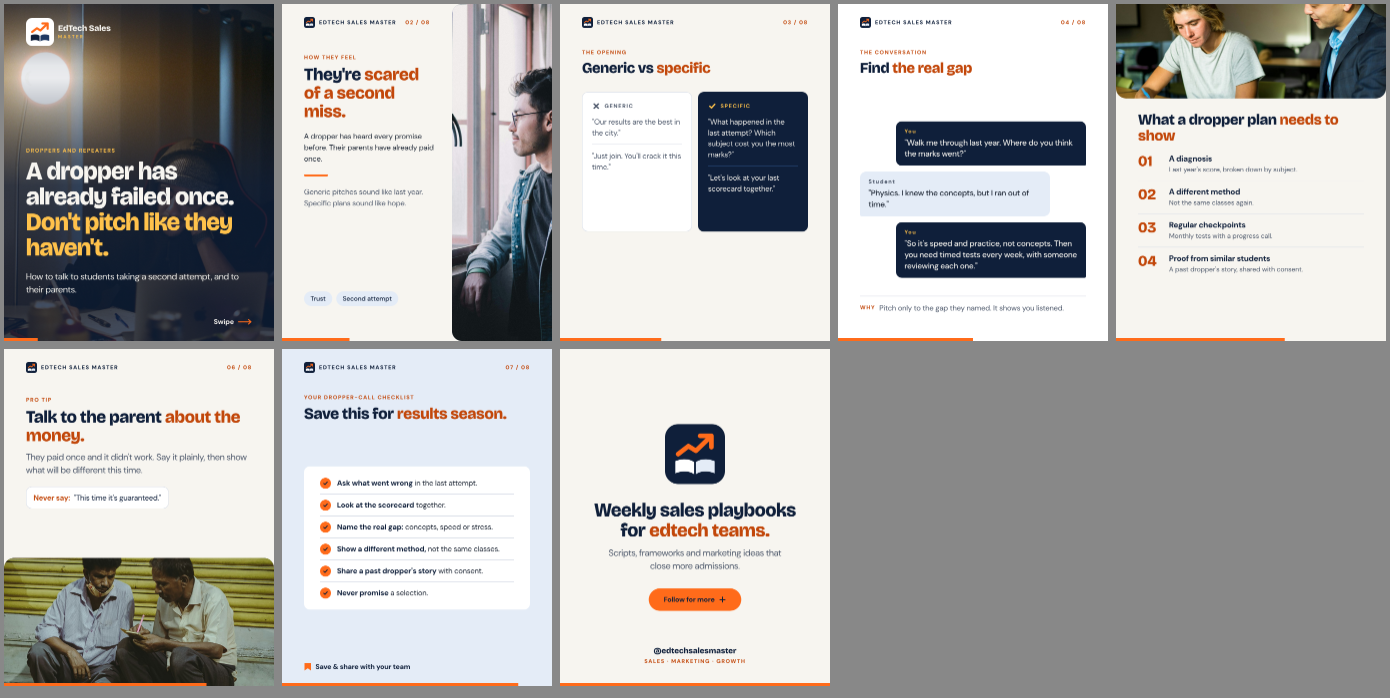 EdTech Sales
MASTER
DROPPERS AND REPEATERS
A dropper has
already failed once.
Don't pitch like they
haven't.
How to talk to students taking a second attempt, and to
their parents.
Swipe
EDTECH SALES MASTER
02 / 08
HOW THEY FEEL
They're scared
of a second
miss.
A dropper has heard every promise
before. Their parents have already paid
once.
Generic pitches sound like last year.
Specific plans sound like hope.
Trust
Second attempt
EDTECH SALES MASTER
03 / 08
THE OPENING
Generic vs specific
GENERIC
"Our results are the best in
the city."
"Just join. You'll crack it this
time."
SPECIFIC
"What happened in the
last attempt? Which
subject cost you the most
marks?"
"Let's look at your last
scorecard together."
EDTECH SALES MASTER
04 / 08
THE CONVERSATION
Find the real gap
You
"Walk me through last year. Where do you think
the marks went?"
Student
"Physics. I knew the concepts, but I ran out of
time."
You
"So it's speed and practice, not concepts. Then
you need timed tests every week, with someone
reviewing each one."
WHY Pitch only to the gap they named. It shows you listened.
What a dropper plan needs to
show
01 A diagnosis
Last year's score, broken down by subject.
02 A different method
Not the same classes again.
03 Regular checkpoints
Monthly tests with a progress call.
04 Proof from similar students
A past dropper's story, shared with consent.
EDTECH SALES MASTER
06 / 08
PRO TIP
Talk to the parent about the
money.
They paid once and it didn't work. Say it plainly, then show
what will be different this time.
Never say: "This time it's guaranteed."
EDTECH SALES MASTER
07 / 08
YOUR DROPPER-CALL CHECKLIST
Save this for results season.
Ask what went wrong in the last attempt.
Look at the scorecard together.
Name the real gap: concepts, speed or stress.
Show a different method, not the same classes.
Share a past dropper's story with consent.
Never promise a selection.
Save & share with your team
Weekly sales playbooks
for edtech teams.
Scripts, frameworks and marketing ideas that
close more admissions.
Follow for more +
@edtechsalesmaster
SALES · MARKETING · GROWTH